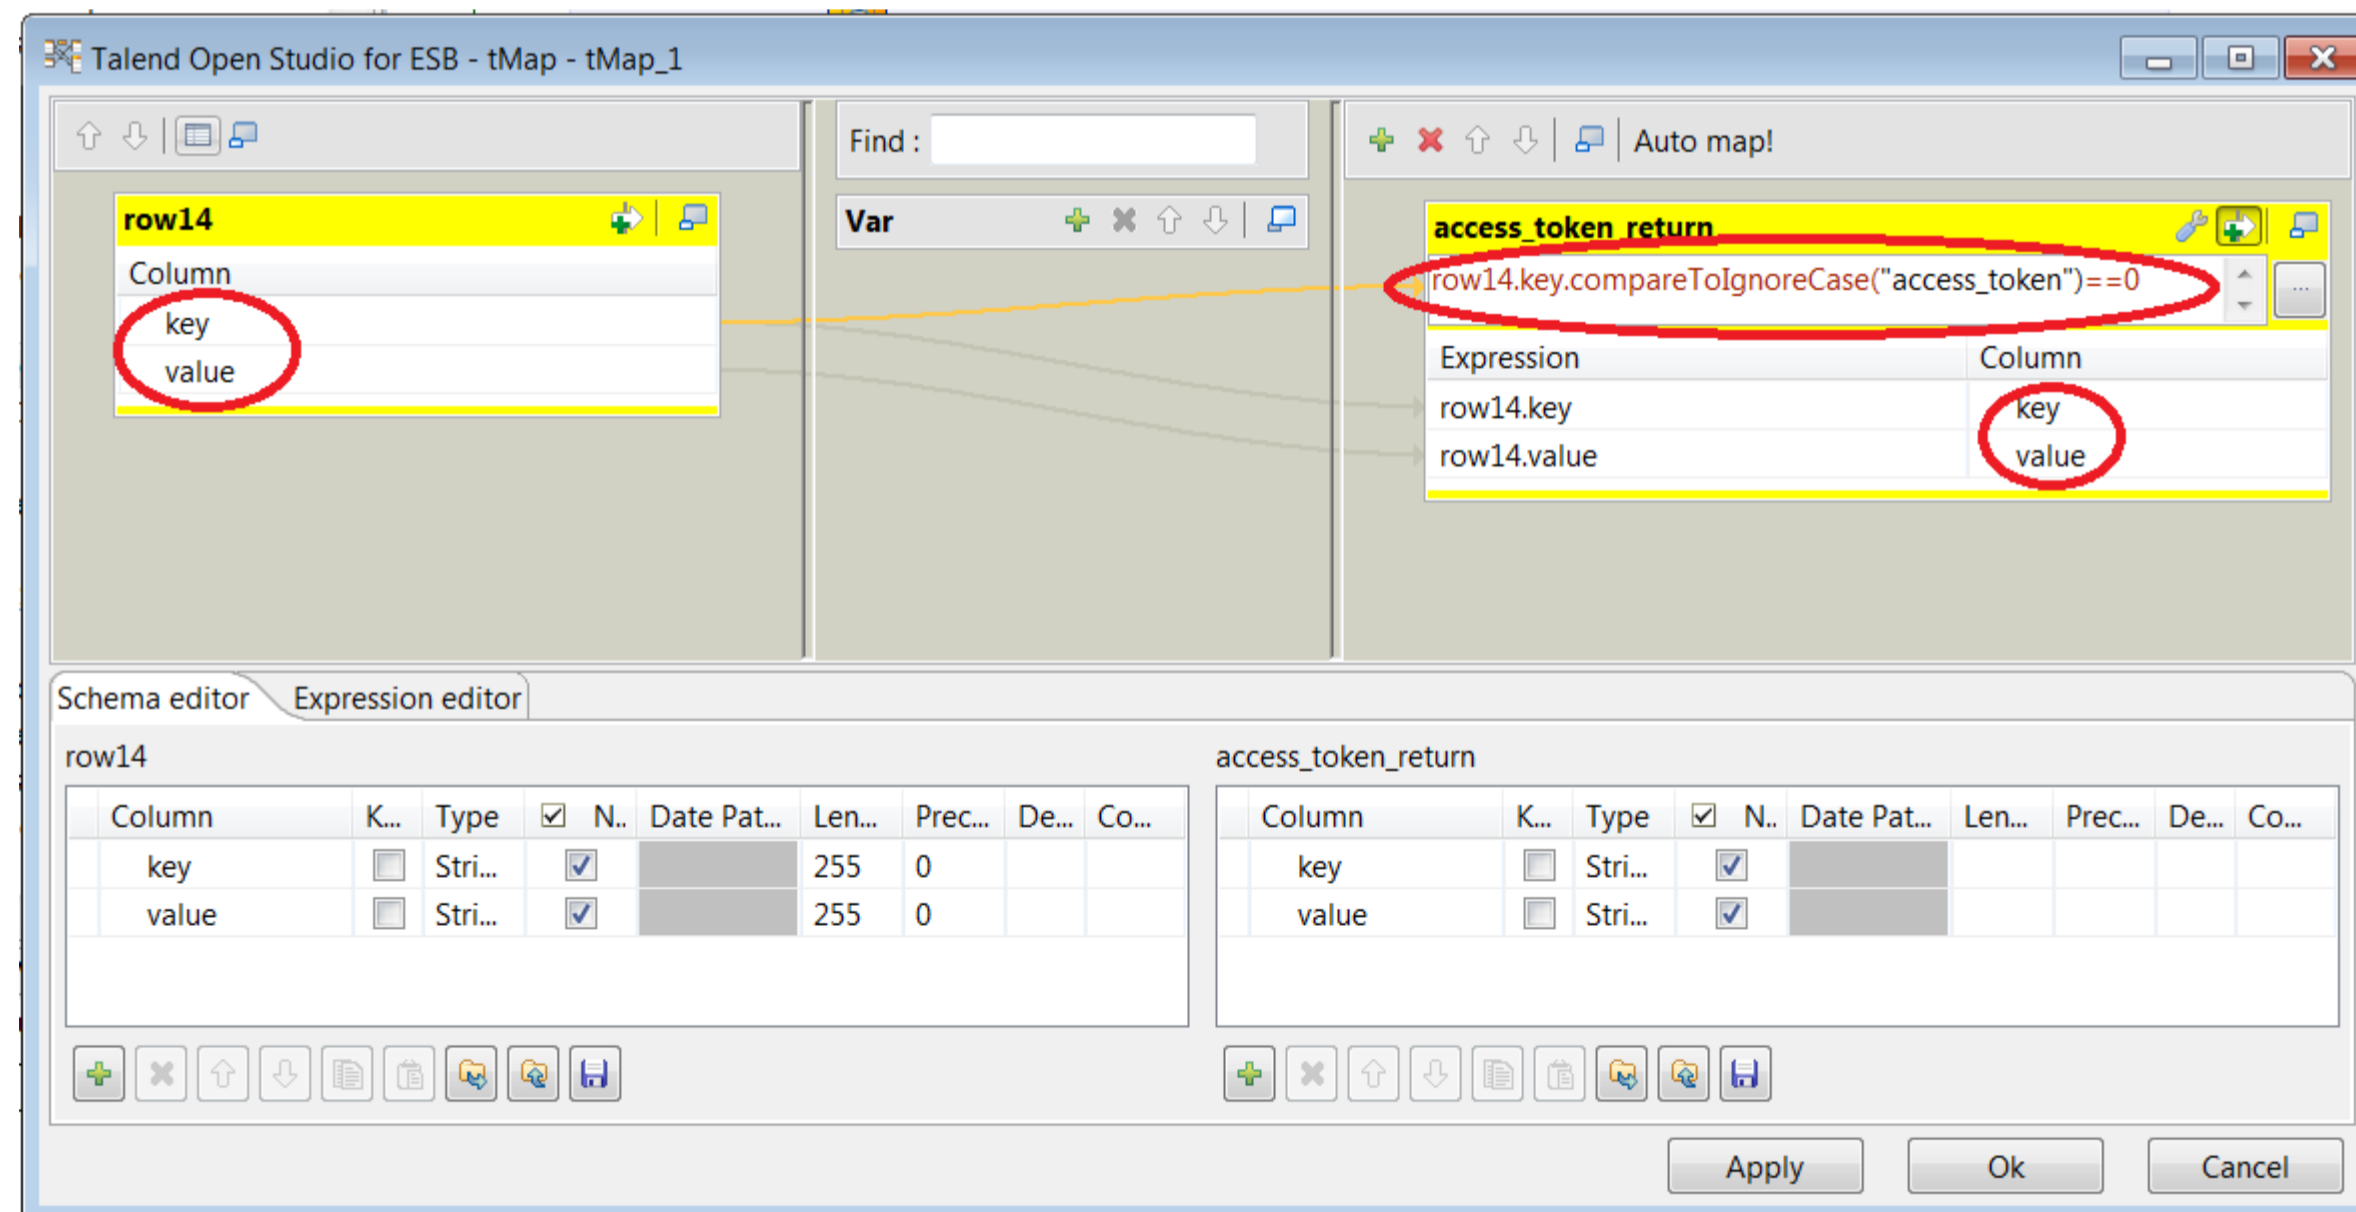 Talend Open Studio for ESB - tMap - tMap_1
Find :
Auto map!
row14
Var
access_token_return
Column
row14.key.compareToIgnoreCase("access_token")==0
...
key
value
Expression Column
row14.key key
row14.value value
Schema editor Expression editor
row14 access_token_return
Column K... Type N.. Date Pat... Len... Prec... De... Co... Column K... Type N.. Date Pat... Len... Prec... De... Co...
key Stri... 255 0 key Stri...
value Stri... 255 0 value Stri...
Apply Ok Cancel